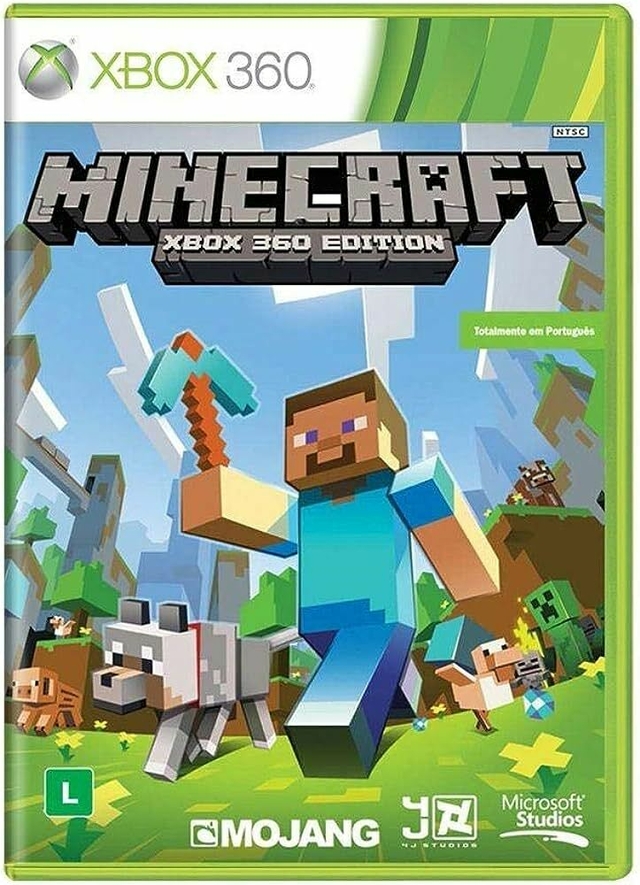 XBOX 360
NTSC
MINECRAFT
XBOX 360 EDITION
Totalmente em Português
L
MOJANG
4J STUDIOS
Microsoft®
Studios